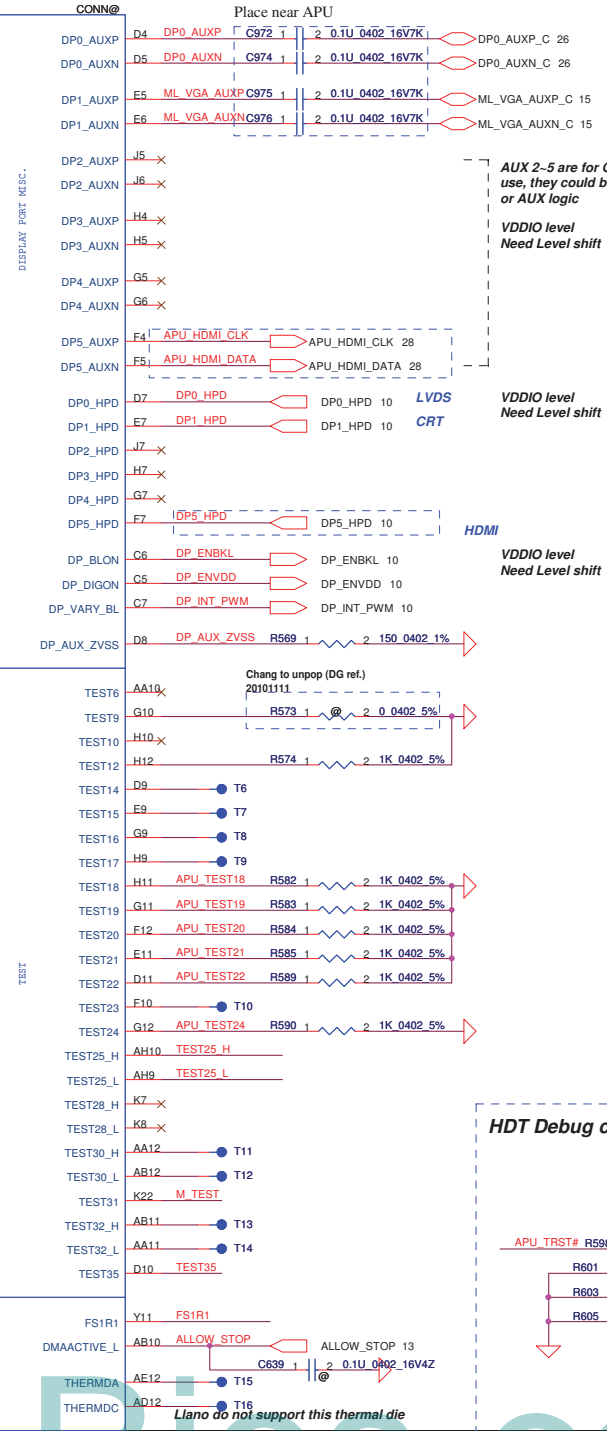 CONN@
Place near APU
DP0_AUXP D4 DP0_AUXP C972 1 2 0.1U_0402_16V7K DP0_AUXP_C 26
DP0_AUXN D5 DP0_AUXN C974 1 2 0.1U_0402_16V7K DP0_AUXN_C 26
DP1_AUXP E5 ML_VGA_AUXP C975 1 2 0.1U_0402_16V7K ML_VGA_AUXP_C 15
DP1_AUXN E6 ML_VGA_AUXN C976 1 2 0.1U_0402_16V7K ML_VGA_AUXN_C 15
DP2_AUXP J5
DP2_AUXN J6
AUX 2~5 are for
use, they could
or AUX logic
DISPLAY PORT MISC.
DP3_AUXP H4
DP3_AUXN H5
VDDIO level
Need Level shift
DP4_AUXP G5
DP4_AUXN G6
DP5_AUXP F4 APU_HDMI_CLK APU_HDMI_CLK 28
DP5_AUXN F5 APU_HDMI_DATA APU_HDMI_DATA 28
DP0_HPD D7 DP0_HPD DP0_HPD 10 LVDS
DP1_HPD E7 DP1_HPD DP1_HPD 10 CRT
VDDIO level
Need Level shift
DP2_HPD J7
DP3_HPD H7
DP4_HPD G7
DP5_HPD F7 DP5_HPD DP5_HPD 10 HDMI
DP_BLON C6 DP_ENBKL DP_ENBKL 10
DP_DIGON C5 DP_ENVDD DP_ENVDD 10
DP_VARY_BL C7 DP_INT_PWM DP_INT_PWM 10
VDDIO level
Need Level shift
DP_AUX_ZVSS D8 DP_AUX_ZVSS R569 1 2 150_0402_1%
Chang to unpop (DG ref.)
20101111
TEST6 AA10
TEST9 G10 R573 1 @ 2 0_0402_5%
TEST10 H10
TEST12 H12 R574 1 2 1K_0402_5%
TEST14 D9 T6
TEST15 E9 T7
TEST16 G9 T8
TEST17 H9 T9
TEST18 H11 APU_TEST18 R582 1 2 1K_0402_5%
TEST19 G11 APU_TEST19 R583 1 2 1K_0402_5%
TEST20 F12 APU_TEST20 R584 1 2 1K_0402_5%
TEST21 E11 APU_TEST21 R585 1 2 1K_0402_5%
TEST22 D11 APU_TEST22 R589 1 2 1K_0402_5%
TEST
TEST23 F10 T10
TEST24 G12 APU_TEST24 R590 1 2 1K_0402_5%
TEST25_H AH10 TEST25_H
TEST25_L AH9 TEST25_L
TEST28_H K7
TEST28_L K8
TEST30_H AA12 T11
TEST30_L AB12 T12
TEST31 K22 M_TEST
TEST32_H AB11 T13
TEST32_L AA11 T14
TEST35 D10 TEST35
HDT Debug
APU_TRST# R598
R601
R603
R605
FS1R1 Y11 FS1R1
DMAACTIVE_L AB10 ALLOW_STOP ALLOW_STOP 13
C639 1 2 0.1U_0402_16V4Z
@
THERMDA AE12 T15
THERMDC AD12 T16
Llano do not support this thermal die